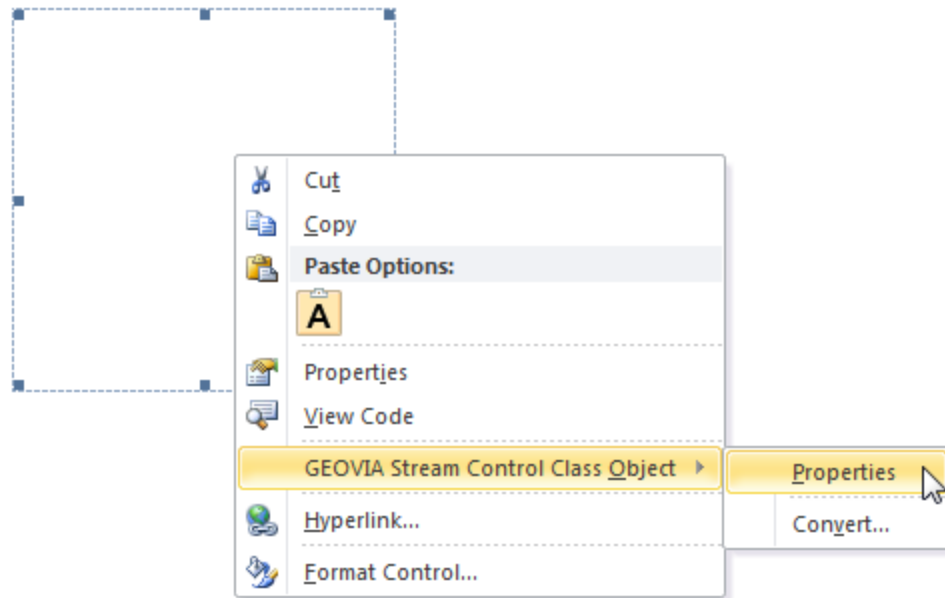 Cut
Copy
Paste Options:
A
Properties
View Code
GEOVIA Stream Control Class Object
Properties
Convert...
Hyperlink...
Format Control...